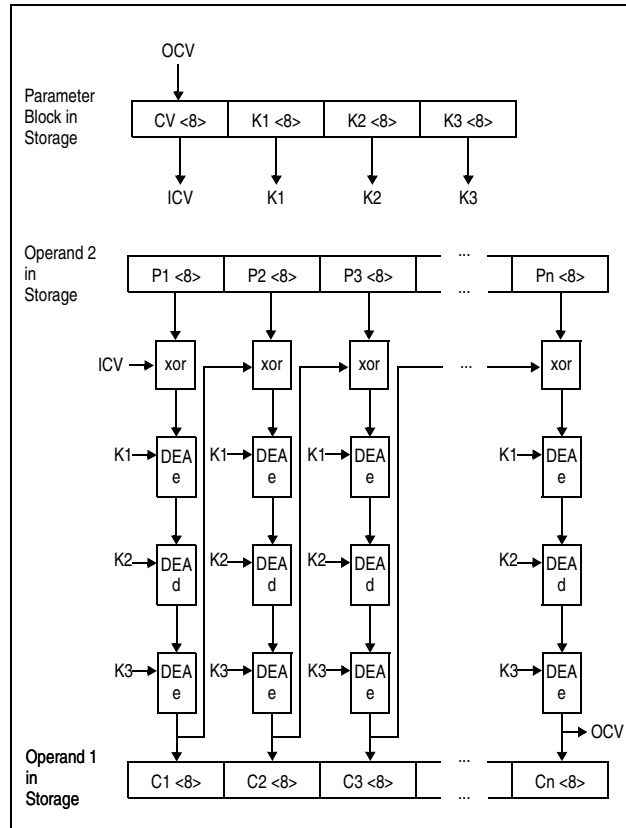 OCV
Parameter
Block in
Storage
CV <8> K1 <8> K2 <8> K3 <8>
ICV K1 K2 K3
Operand 2
in
Storage
P1 <8> P2 <8> P3 <8> ... ... Pn <8>
ICV xor xor xor ... xor
K1 DEA e K1 DEA e K1 DEA e K1 DEA e
K2 DEA d K2 DEA d K2 DEA d K2 DEA d
K3 DEA e K3 DEA e K3 DEA e K3 DEA e
OCV
Operand 1
in
Storage
C1 <8> C2 <8> C3 <8> ... ... Cn <8>